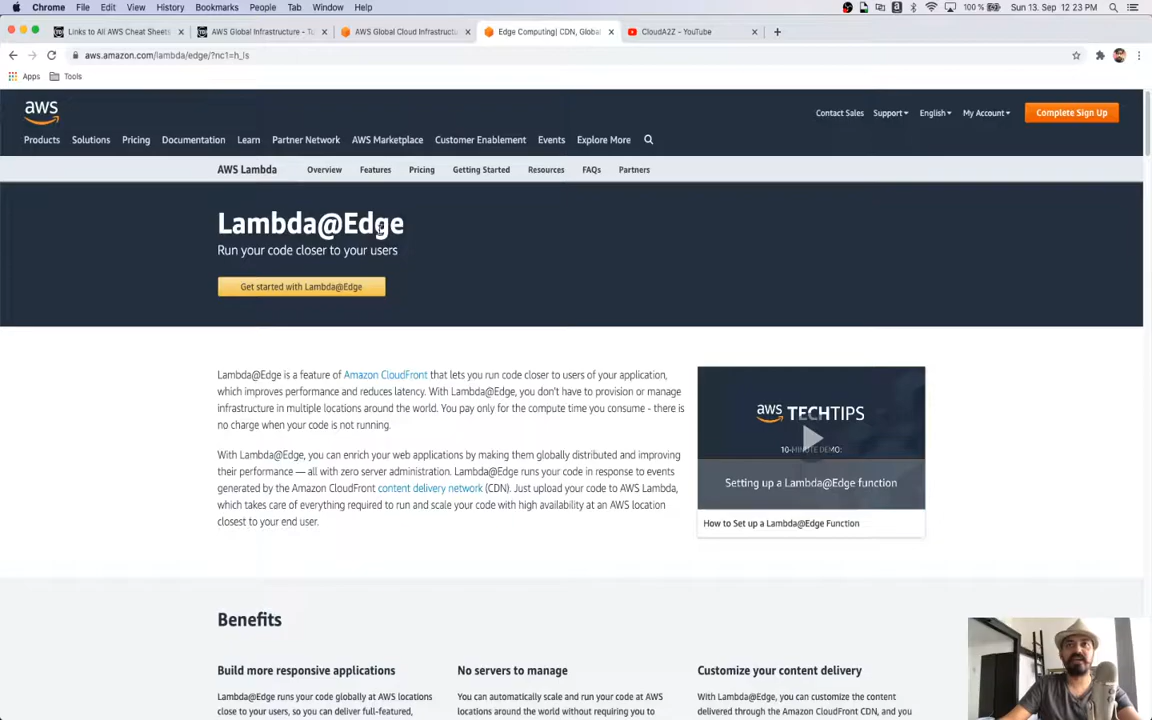 Chrome File Edit View History Bookmarks People Tab Window Help
100 % Sun 13. Sep 12 23 PM
Links to All AWS Cheat Sheets
AWS Global Infrastructure - Tu
AWS Global Cloud Infrastructu
Edge Computing| CDN, Global
CloudA2Z - YouTube
aws.amazon.com/lambda/edge/?nc1=h_ls
Apps Tools
aws
Contact Sales Support English My Account Complete Sign Up
Products Solutions Pricing Documentation Learn Partner Network AWS Marketplace Customer Enablement Events Explore More
AWS Lambda Overview Features Pricing Getting Started Resources FAQs Partners
Lambda@Edge
Run your code closer to your users
Get started with Lambda@Edge
Lambda@Edge is a feature of Amazon CloudFront that lets you run code closer to users of your application,
which improves performance and reduces latency. With Lambda@Edge, you don't have to provision or manage
infrastructure in multiple locations around the world. You pay only for the compute time you consume - there is
no charge when your code is not running.
With Lambda@Edge, you can enrich your web applications by making them globally distributed and improving
their performance — all with zero server administration. Lambda@Edge runs your code in response to events
generated by the Amazon CloudFront content delivery network (CDN). Just upload your code to AWS Lambda,
which takes care of everything required to run and scale your code with high availability at an AWS location
closest to your end user.
aws TECHTIPS
10-MINUTE DEMO:
Setting up a Lambda@Edge function
How to Set up a Lambda@Edge Function
Benefits
Build more responsive applications
Lambda@Edge runs your code globally at AWS locations
close to your users, so you can deliver full-featured,
No servers to manage
You can automatically scale and run your code at AWS
locations around the world without requiring you to
Customize your content delivery
With Lambda@Edge, you can customize the content
delivered through the Amazon CloudFront CDN, and you